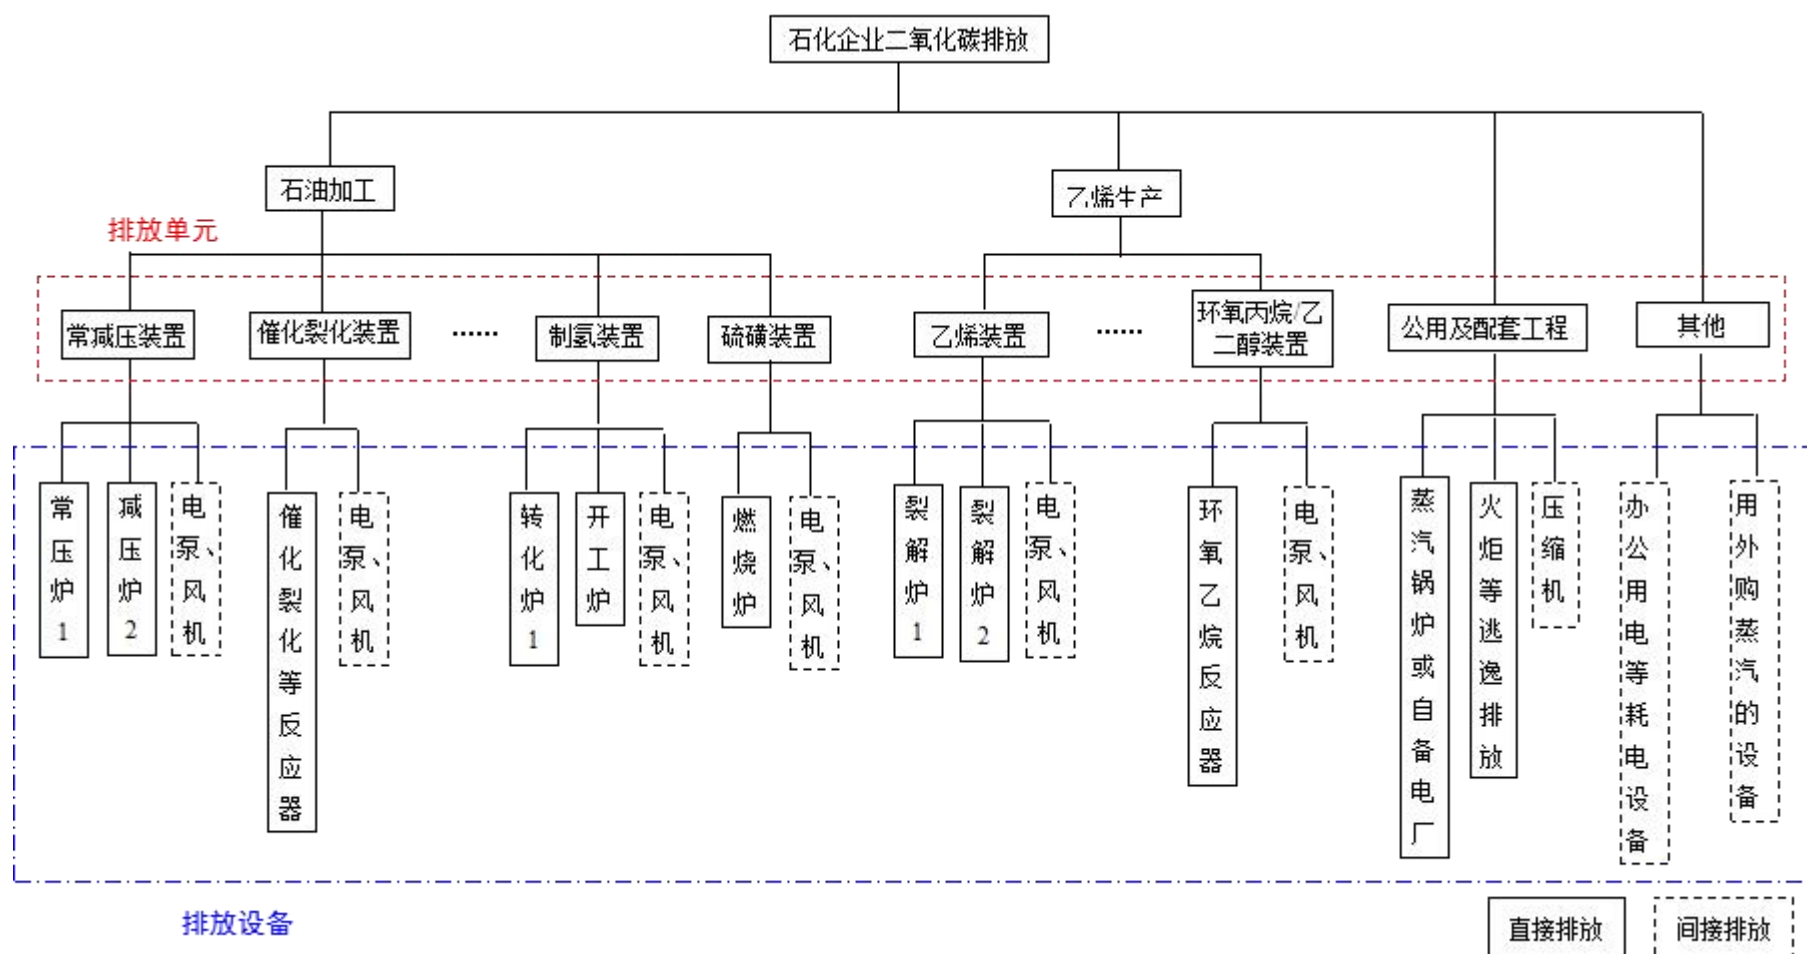 石化企业二氧化碳排放
石油加工
乙烯生产
排放单元
常减压装置
催化裂化装置
······
制氢装置
硫磺装置
乙烯装置
······
环氧丙烷/乙
二醇装置
公用及配套工程
其他
常压炉1
减压炉2
电泵、风机
催化裂化等反应器
电泵、风机
转化炉1
开工炉
电泵、风机
燃烧炉
电泵、风机
裂解炉1
裂解炉2
电泵、风机
环氧乙烷反应器
电泵、风机
蒸汽锅炉或自备电厂
火炬等逃逸排放
压缩机
办公用电等耗电设备
用外购蒸汽的设备
排放设备
直接排放
间接排放